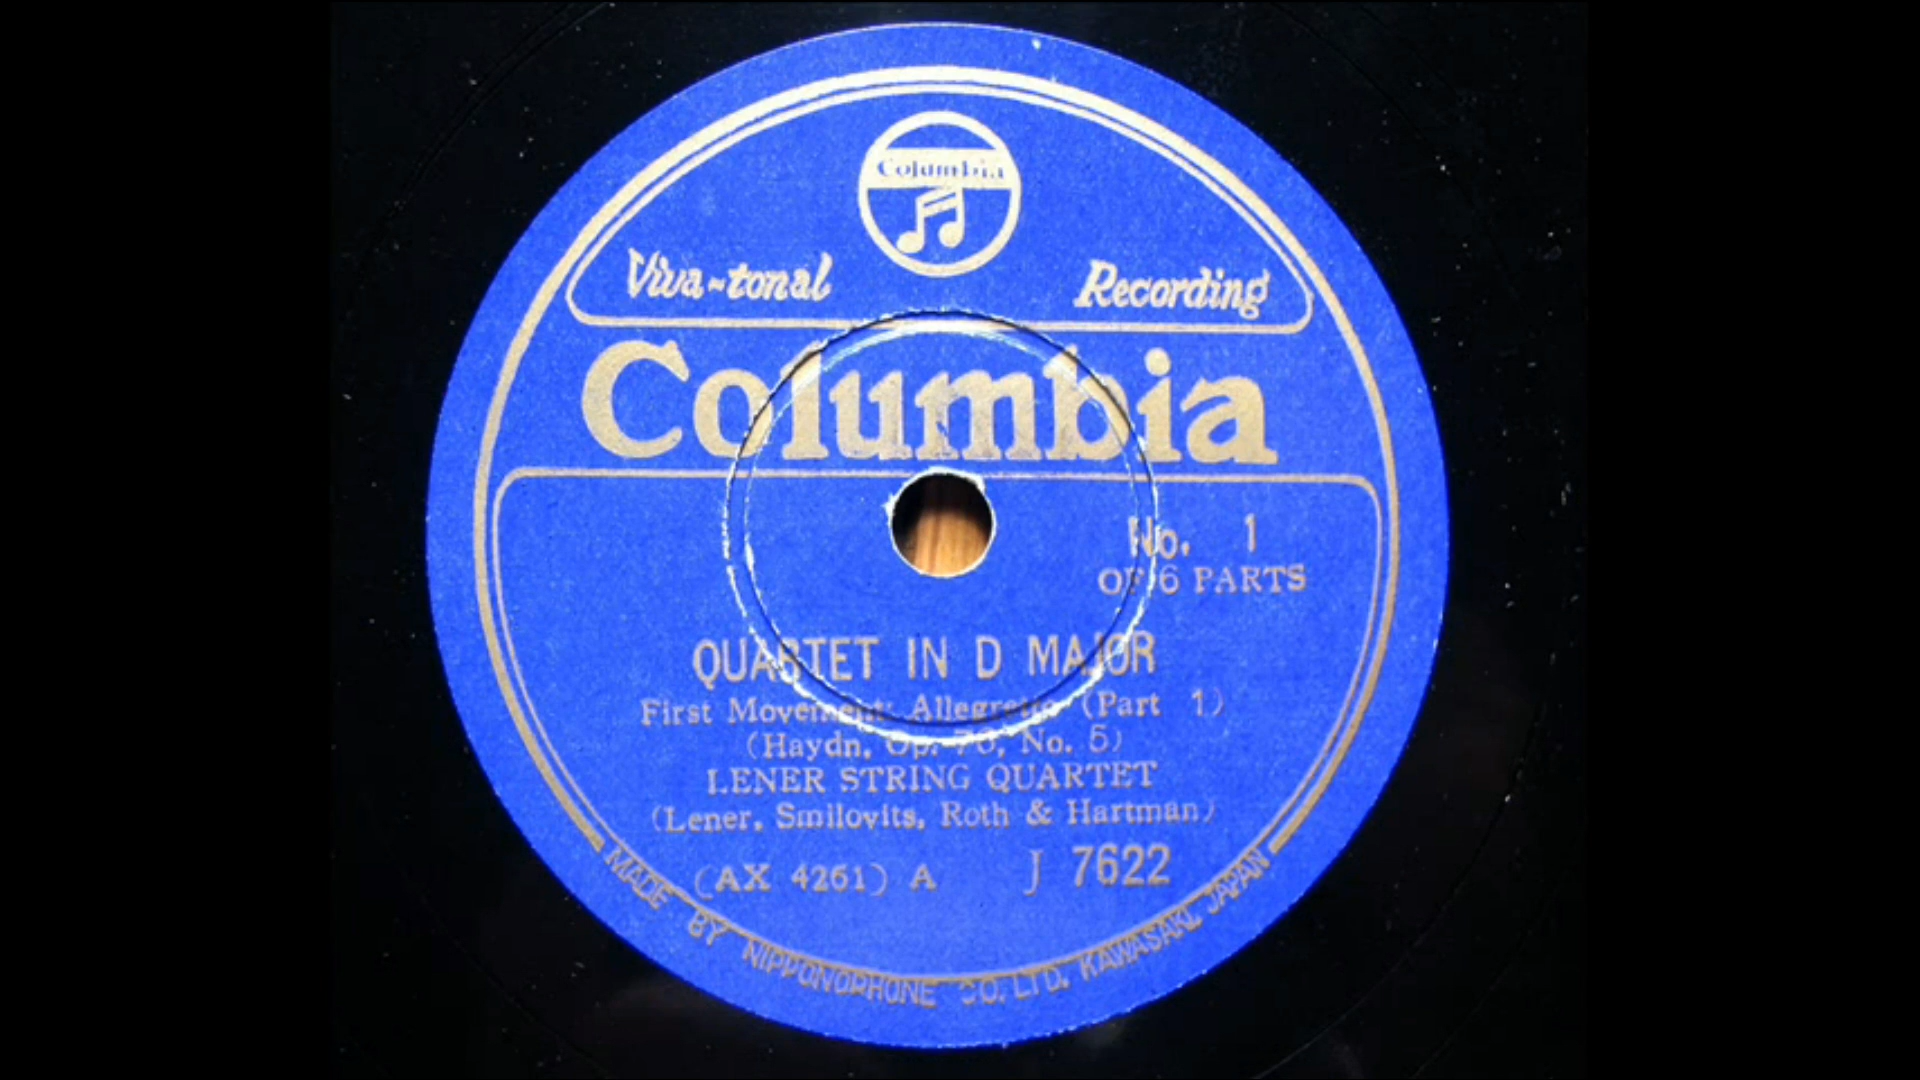 Columbia
Viva-tonal Recording
Columbia
No. 1
OF 6 PARTS
QUARTET IN D MAJOR
First Movement: Allegretto (Part 1)
(Haydn, Op. 76, No. 5)
LENER STRING QUARTET
(Lener, Smilovits, Roth & Hartman)
(AX 4261) A J 7622
MADE BY NIPPONOPHONE CO. LTD. KAWASAKI, JAPAN